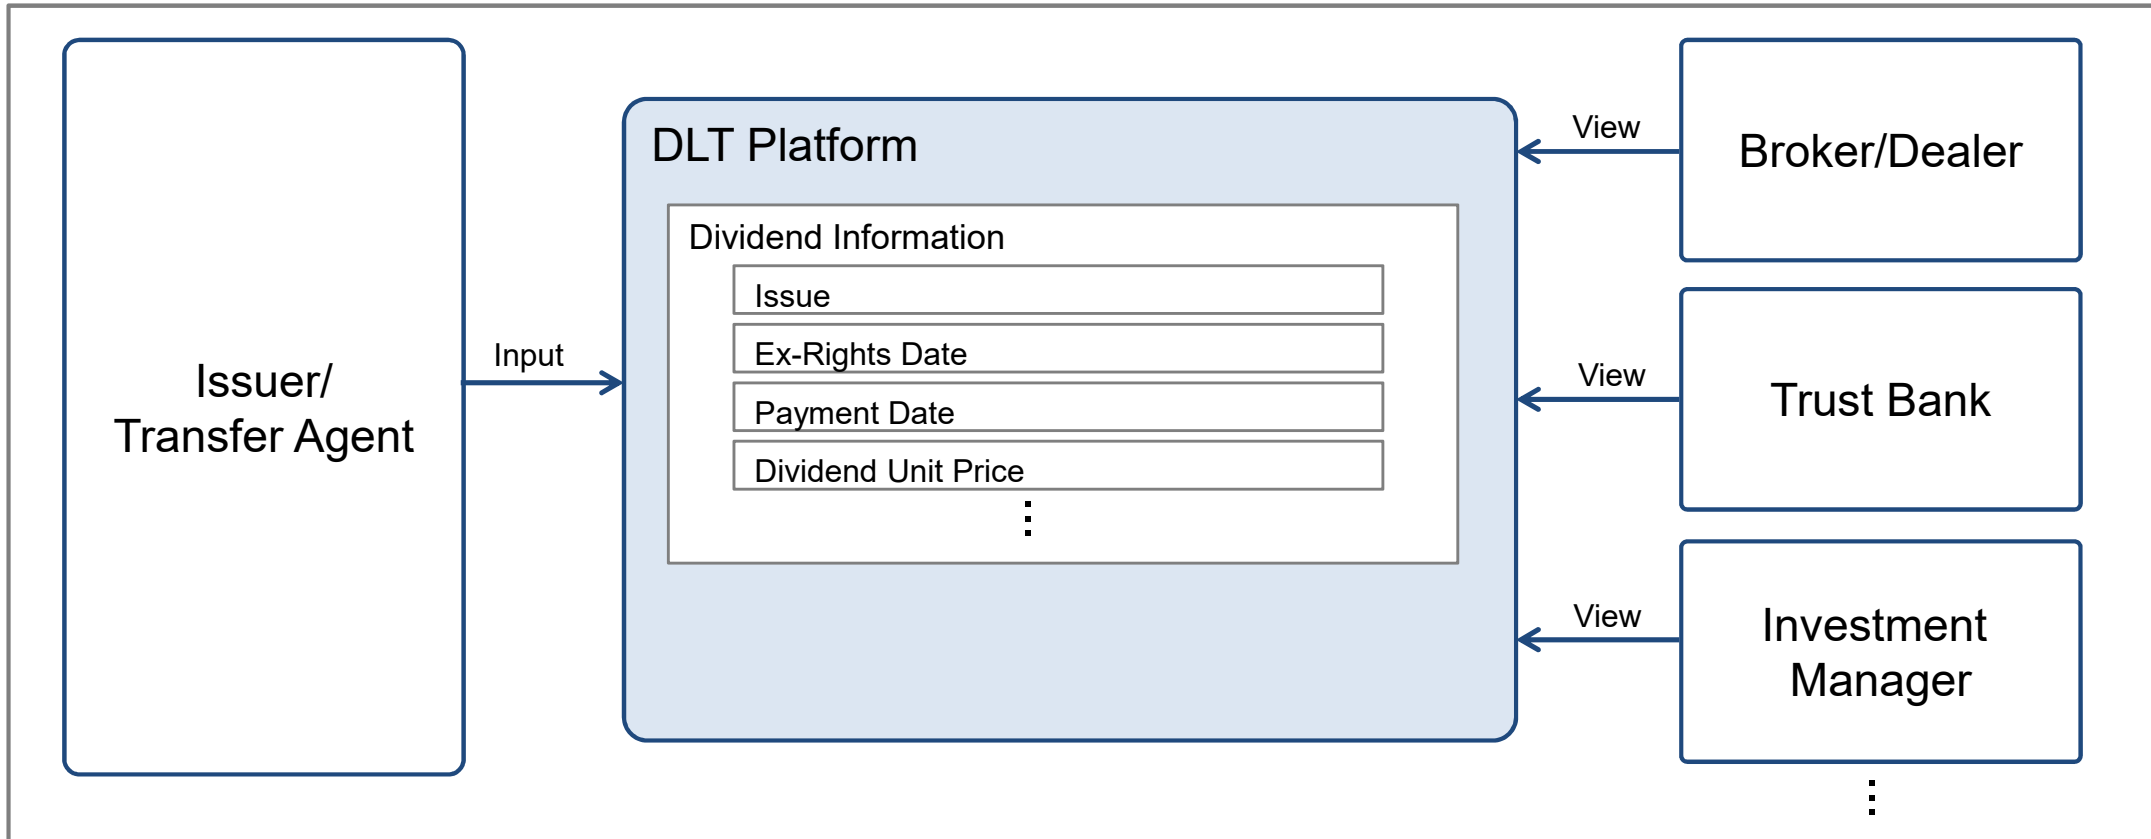 Issuer/
Transfer Agent
Input
DLT Platform
Dividend Information
Issue
Ex-Rights Date
Payment Date
Dividend Unit Price
View
Broker/Dealer
View
Trust Bank
View
Investment
Manager